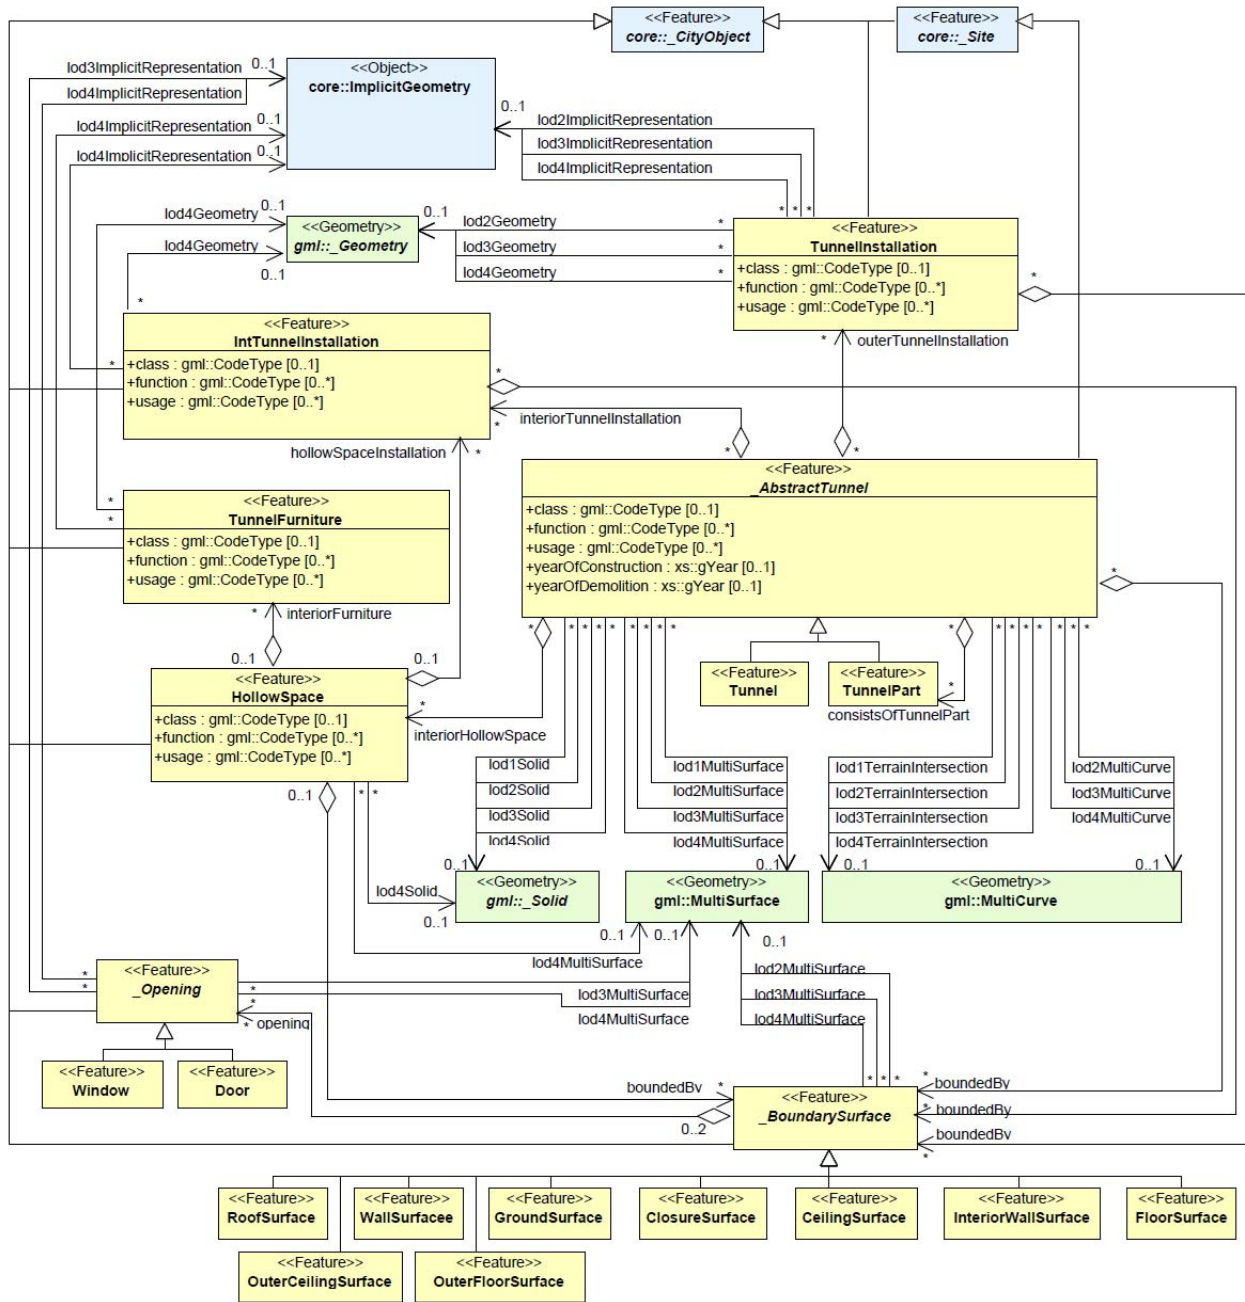 <<Feature>>
core::_CityObject
<<Feature>>
core::_Site
lod3ImplicitRepresentation
0..1
lod4ImplicitRepresentation
<<Object>>
core::ImplicitGeometry
lod4ImplicitRepresentation
0..1
lod4ImplicitRepresentation
0..1
0..1
lod2ImplicitRepresentation
lod3ImplicitRepresentation
lod4ImplicitRepresentation
* * *
lod4Geometry
0..1
lod4Geometry
0..1
<<Geometry>>
gml::_Geometry
0..1
lod2Geometry
*
lod3Geometry
*
lod4Geometry
*
<<Feature>>
TunnelInstallation
+class : gml::CodeType [0..1]
+function : gml::CodeType [0..*]
+usage : gml::CodeType [0..*]
*
*
outerTunnelInstallation
*
<<Feature>>
IntTunnelInstallation
+class : gml::CodeType [0..1]
+function : gml::CodeType [0..*]
+usage : gml::CodeType [0..*]
*
*
*
interiorTunnelInstallation
hollowSpaceInstallation
*
*
*
<<Feature>>
_AbstractTunnel
+class : gml::CodeType [0..1]
+function : gml::CodeType [0..*]
+usage : gml::CodeType [0..*]
+yearOfConstruction : xs::gYear [0..1]
+yearOfDemolition : xs::gYear [0..1]
*
*
*
<<Feature>>
TunnelFurniture
+class : gml::CodeType [0..1]
+function : gml::CodeType [0..*]
+usage : gml::CodeType [0..*]
*
interiorFurniture
0..1
0..1
* * * * * * * * *
* * * * * * * * *
<<Feature>>
Tunnel
<<Feature>>
TunnelPart
*
consistsOfTunnelPart
<<Feature>>
HollowSpace
+class : gml::CodeType [0..1]
+function : gml::CodeType [0..*]
+usage : gml::CodeType [0..*]
*
interiorHollowSpace
0..1
* *
lod1Solid
lod2Solid
lod3Solid
lod4Solid
0..1
lod1MultiSurface
lod2MultiSurface
lod3MultiSurface
lod4MultiSurface
0..1
lod1TerrainIntersection
lod2TerrainIntersection
lod3TerrainIntersection
lod4TerrainIntersection
0..1
lod2MultiCurve
lod3MultiCurve
lod4MultiCurve
0..1
lod4Solid
0..1
<<Geometry>>
gml::_Solid
<<Geometry>>
gml::MultiSurface
<<Geometry>>
gml::MultiCurve
0..1
0..1
0..1
lod4MultiSurface
<<Feature>>
_Opening
*
*
*
*
lod3MultiSurface
lod4MultiSurface
lod2MultiSurface
lod3MultiSurface
lod4MultiSurface
* * *
*
opening
<<Feature>>
Window
<<Feature>>
Door
boundedBy
*
0..2
<<Feature>>
_BoundarySurface
*
boundedBy
*
boundedBy
boundedBy
*
<<Feature>>
RoofSurface
<<Feature>>
WallSurfacee
<<Feature>>
GroundSurface
<<Feature>>
ClosureSurface
<<Feature>>
CeilingSurface
<<Feature>>
InteriorWallSurface
<<Feature>>
FloorSurface
<<Feature>>
OuterCeilingSurface
<<Feature>>
OuterFloorSurface